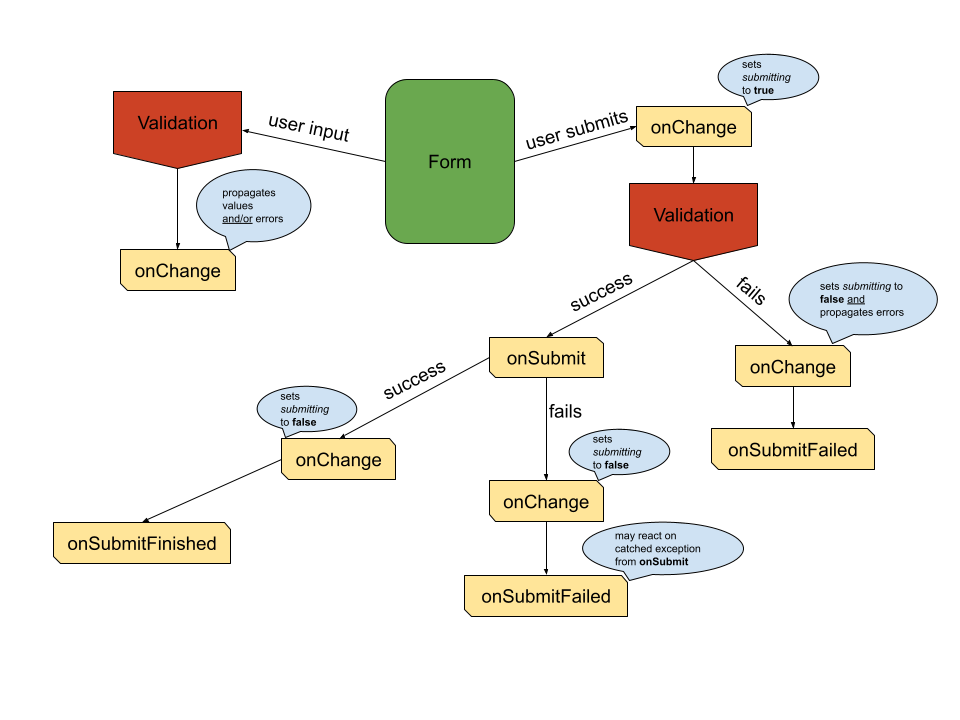 sets
submitting
to true
Validation
user input
Form
user submits
onChange
propagates
values
and/or errors
Validation
onChange
success
fails
sets submitting to
false and
propagates errors
onSubmit
onChange
success
sets
submitting
to false
fails
onChange
sets
submitting
to false
onSubmitFailed
onChange
onSubmitFinished
may react on
catched exception
from onSubmit
onSubmitFailed